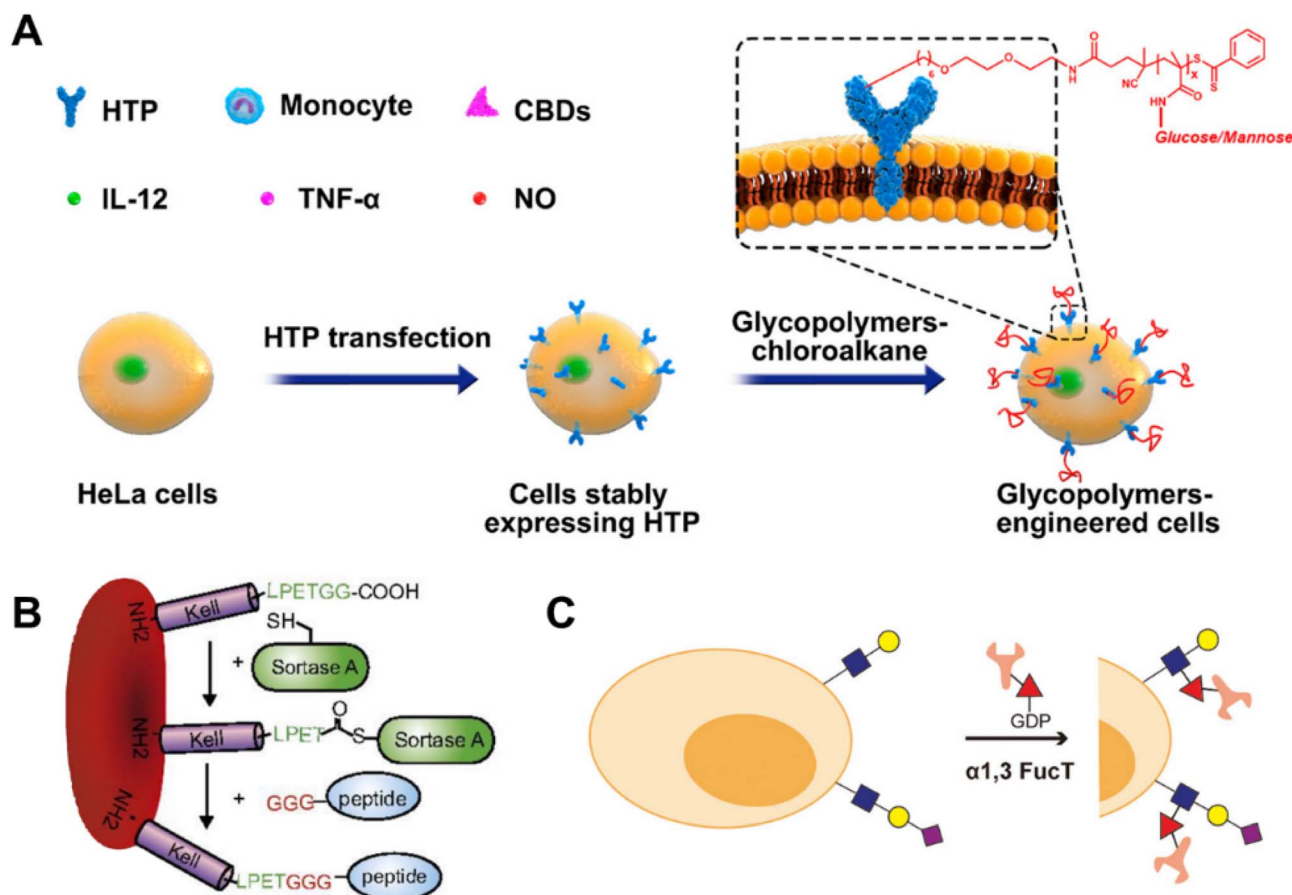 A
HTP
Monocyte
CBDs
IL-12
TNF-α
NO
6
O
O
N
H
O
NC
x
S
S
O
HN
Glucose/Mannose
HTP transfection
Glycopolymers-
chloroalkane
HeLa cells
Cells stably
expressing HTP
Glycopolymers-
engineered cells
B
NH2
Kell
LPETGG-COOH
SH
+
Sortase A
NH2
Kell
LPET
O
S
Sortase A
+
GGG
peptide
NH2
Kell
LPETGGG
peptide
C
GDP
α1,3 FucT